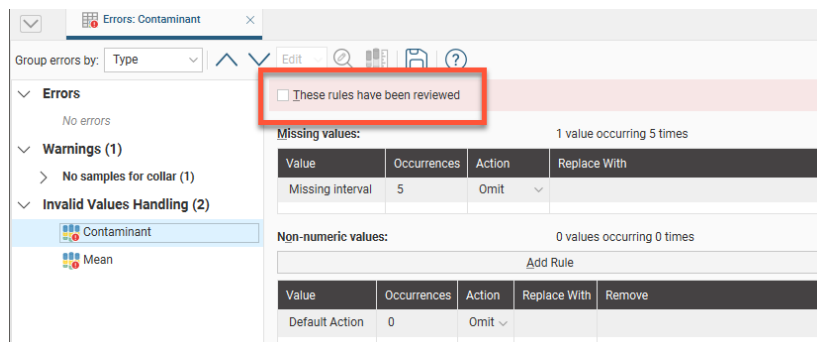 Errors: Contaminant
Group errors by: Type Edit
Errors
No errors
Warnings (1)
No samples for collar (1)
Invalid Values Handling (2)
Contaminant
Mean
These rules have been reviewed
Missing values: 1 value occurring 5 times
Value Occurrences Action Replace With
Missing interval 5 Omit
Non-numeric values: 0 values occurring 0 times
Add Rule
Value Occurrences Action Replace With Remove
Default Action 0 Omit